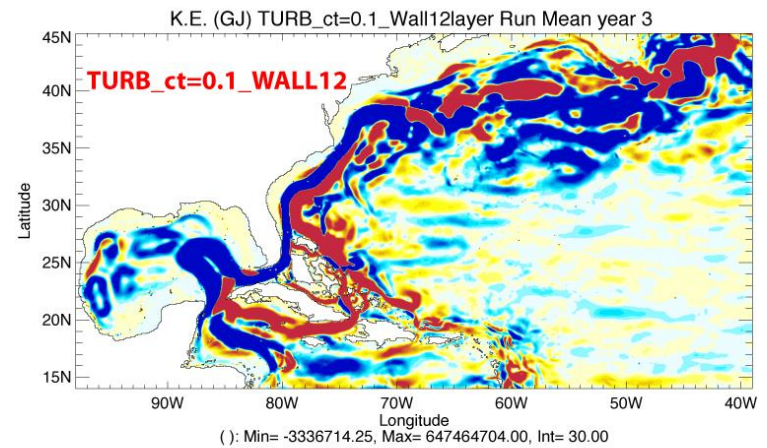 K.E. (GJ) TURB_ct=0.1_Wall12layer Run Mean year 3
45N
TURB_ct=0.1_WALL12
40N
35N
Latitude
30N
25N
20N
15N
90W 80W 70W 60W 50W 40W
Longitude
( ): Min= -3336714.25, Max= 647464704.00, Int= 30.00